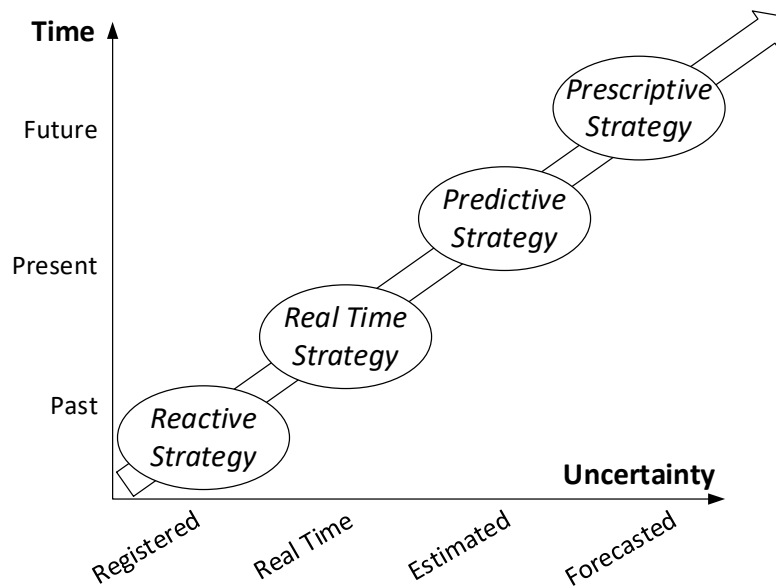 Time
Future
Present
Past
Prescriptive
Strategy
Predictive
Strategy
Real Time
Strategy
Reactive
Strategy
Uncertainty
Registered
Real Time
Estimated
Forecasted